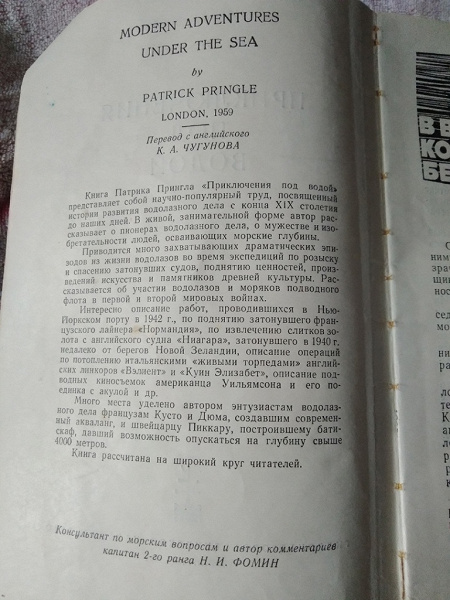 MODERN ADVENTURES
UNDER THE SEA
by
PATRICK PRINGLE
LONDON, 1959
Перевод с английского
К. А. ЧУГУНОВА
Книга Патрика Прингла «Приключения под водой»
представляет собой научно-популярный труд, посвященный
истории развития водолазного дела с конца XIX столетия
до наших дней. В живой, занимательной форме автор рас-
сказывает о пионерах водолазного дела, о мужестве и изо-
бретательности людей, осваивающих морские глубины.
Приводится много захватывающих драматических эпи-
зодов из жизни водолазов во время экспедиций по розыску
и спасению затонувших судов, поднятию ценностей, произ-
ведений искусства и памятников древней культуры. Рас-
сказывается об участии водолазов и моряков подводного
флота в первой и второй мировых войнах.
Интересно описание работ, проводившихся в Нью-
Йоркском порту в 1942 г., по поднятию затонувшего фран-
цузского лайнера «Нормандия», по извлечению слитков зо-
лота с английского судна «Ниагара», затонувшего в 1940 г.
недалеко от берегов Новой Зеландии, описание операций
по потоплению итальянскими «живыми торпедами» англий-
ских линкоров «Вэлиент» и «Куин Элизабет», описание под-
водных киносъемок американца Уильямсона и его по-
единка с акулой и др.
Много места уделено автором энтузиастам водолаз-
ного дела французам Кусто и Дюма, создавшим современ-
ный акваланг, и швейцарцу Пиккару, построившему бати-
скаф, давший возможность опускаться на глубину свыше
4000 метров.
Книга рассчитана на широкий круг читателей.
Консультант по морским вопросам и автор комментариев
капитан 2-го ранга Н. И. ФОМИН